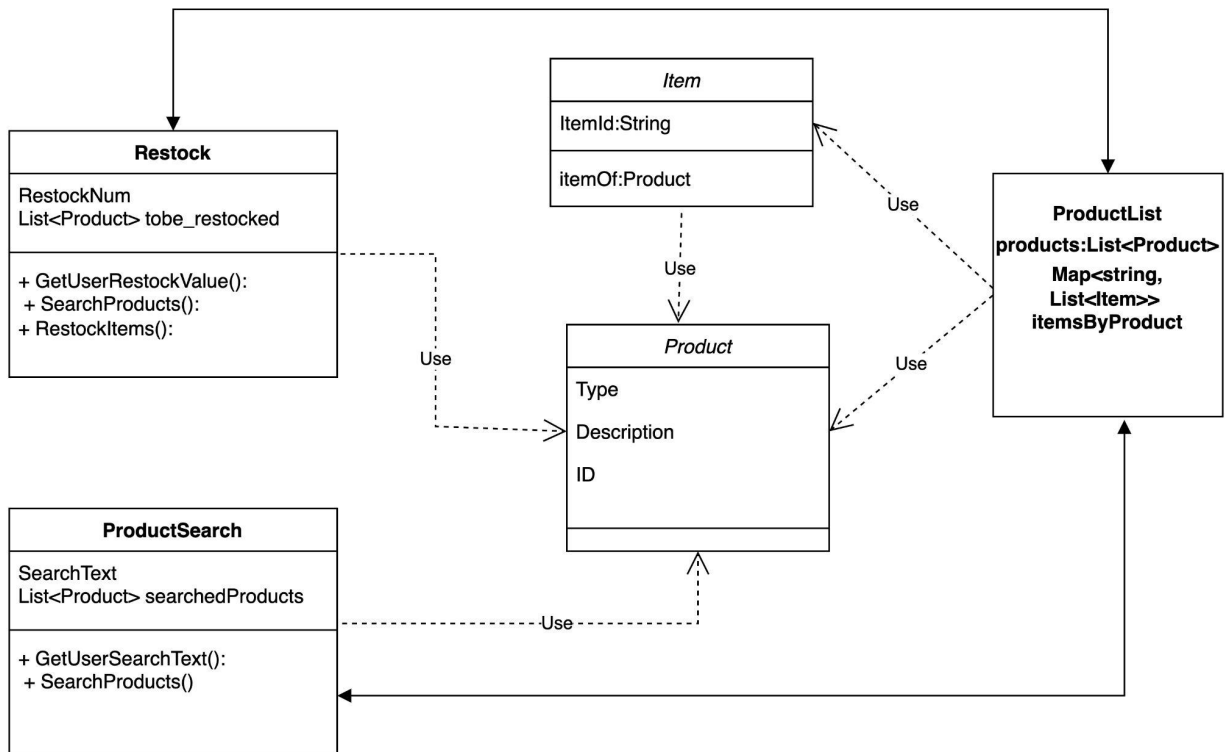 Restock
RestockNum
List<Product> tobe_restocked
+ GetUserRestockValue():
+ SearchProducts():
+ RestockItems():
Item
ItemId:String
itemOf:Product
Use
Use
Use
Use
Product
Type
Description
ID
ProductList
products:List<Product>
Map<string,
List<Item>>
itemsByProduct
ProductSearch
SearchText
List<Product> searchedProducts
+ GetUserSearchText():
+ SearchProducts()
Use